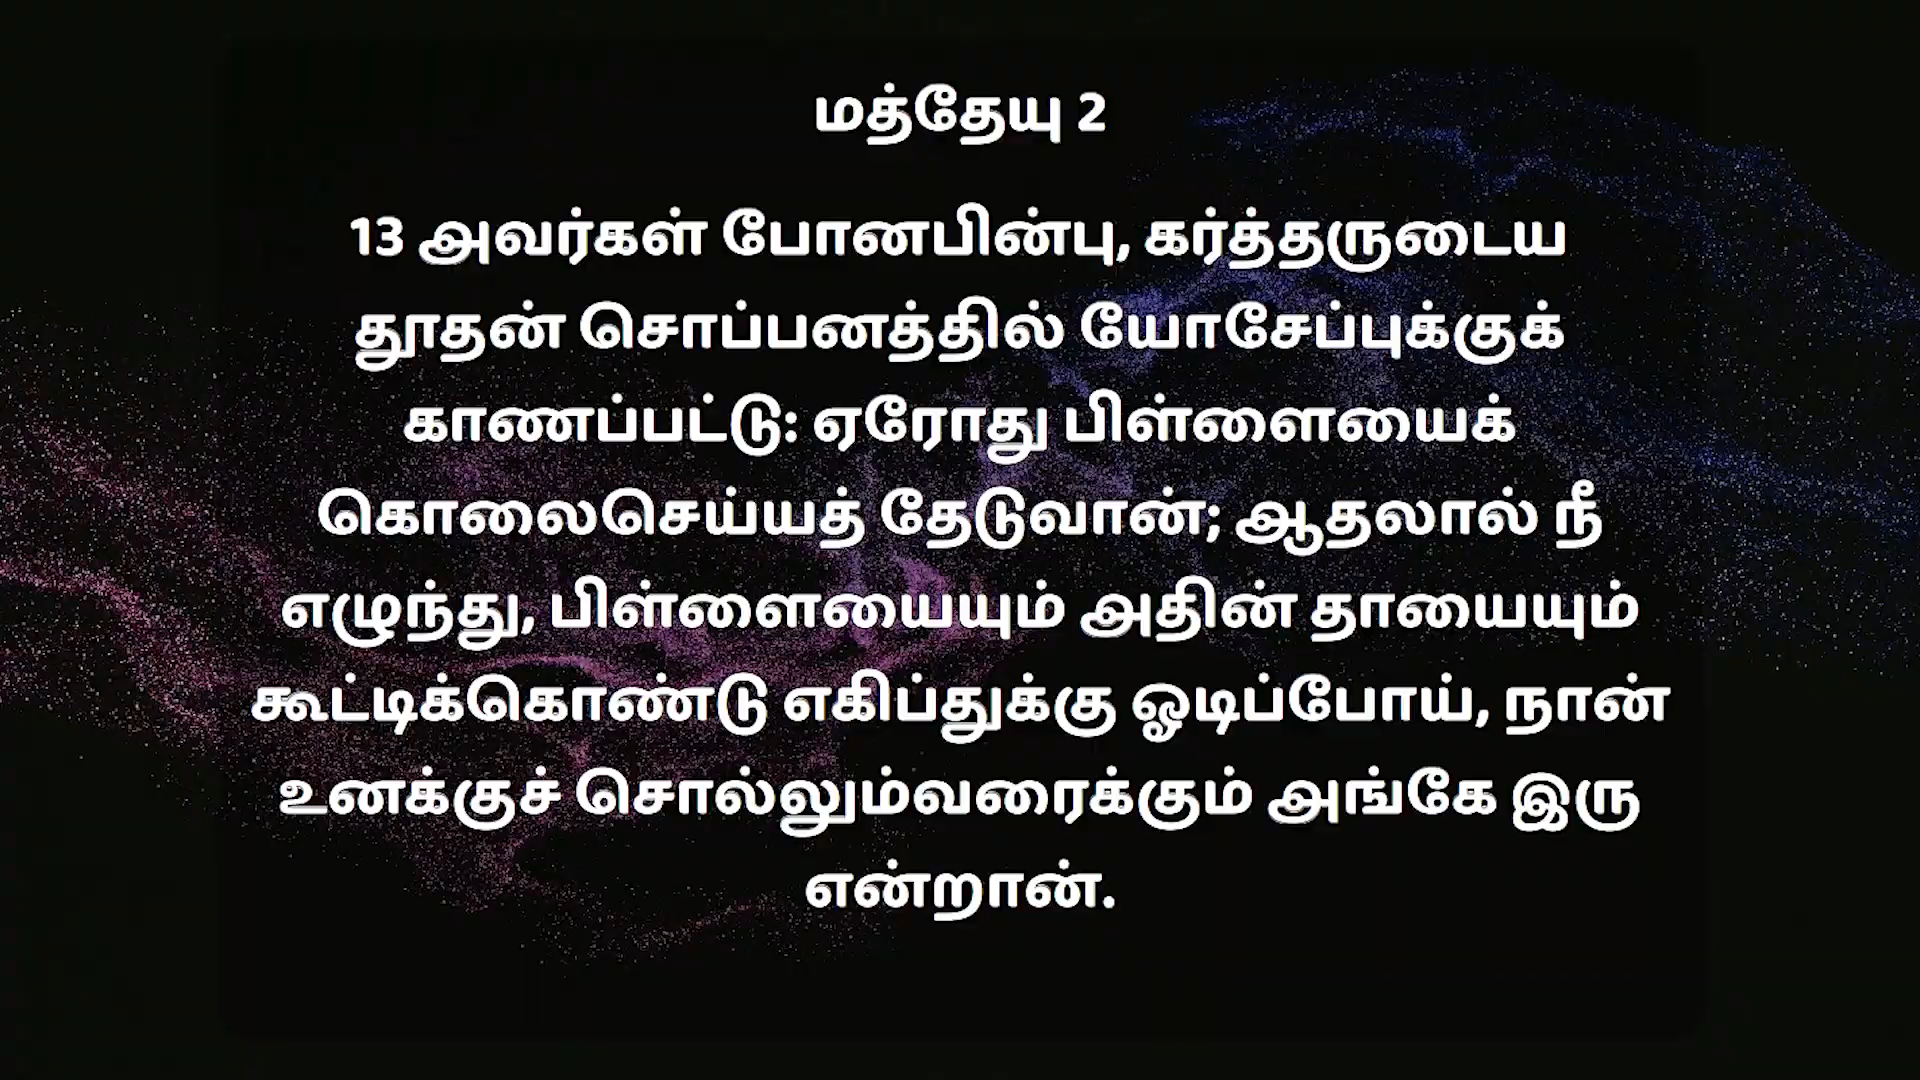 மத்தேயு 2
13 அவர்கள் போனபின்பு, கர்த்தருடைய
தூதன் சொப்பனத்தில் யோசேப்புக்குக்
காணப்பட்டு: ஏரோது பிள்ளையைக்
கொலைசெய்யத் தேடுவான்; ஆதலால் நீ
எழுந்து, பிள்ளையையும் அதின் தாயையும்
கூட்டிக்கொண்டு எகிப்துக்கு ஓடிப்போய், நான்
உனக்குச் சொல்லும்வரைக்கும் அங்கே இரு
என்றான்.